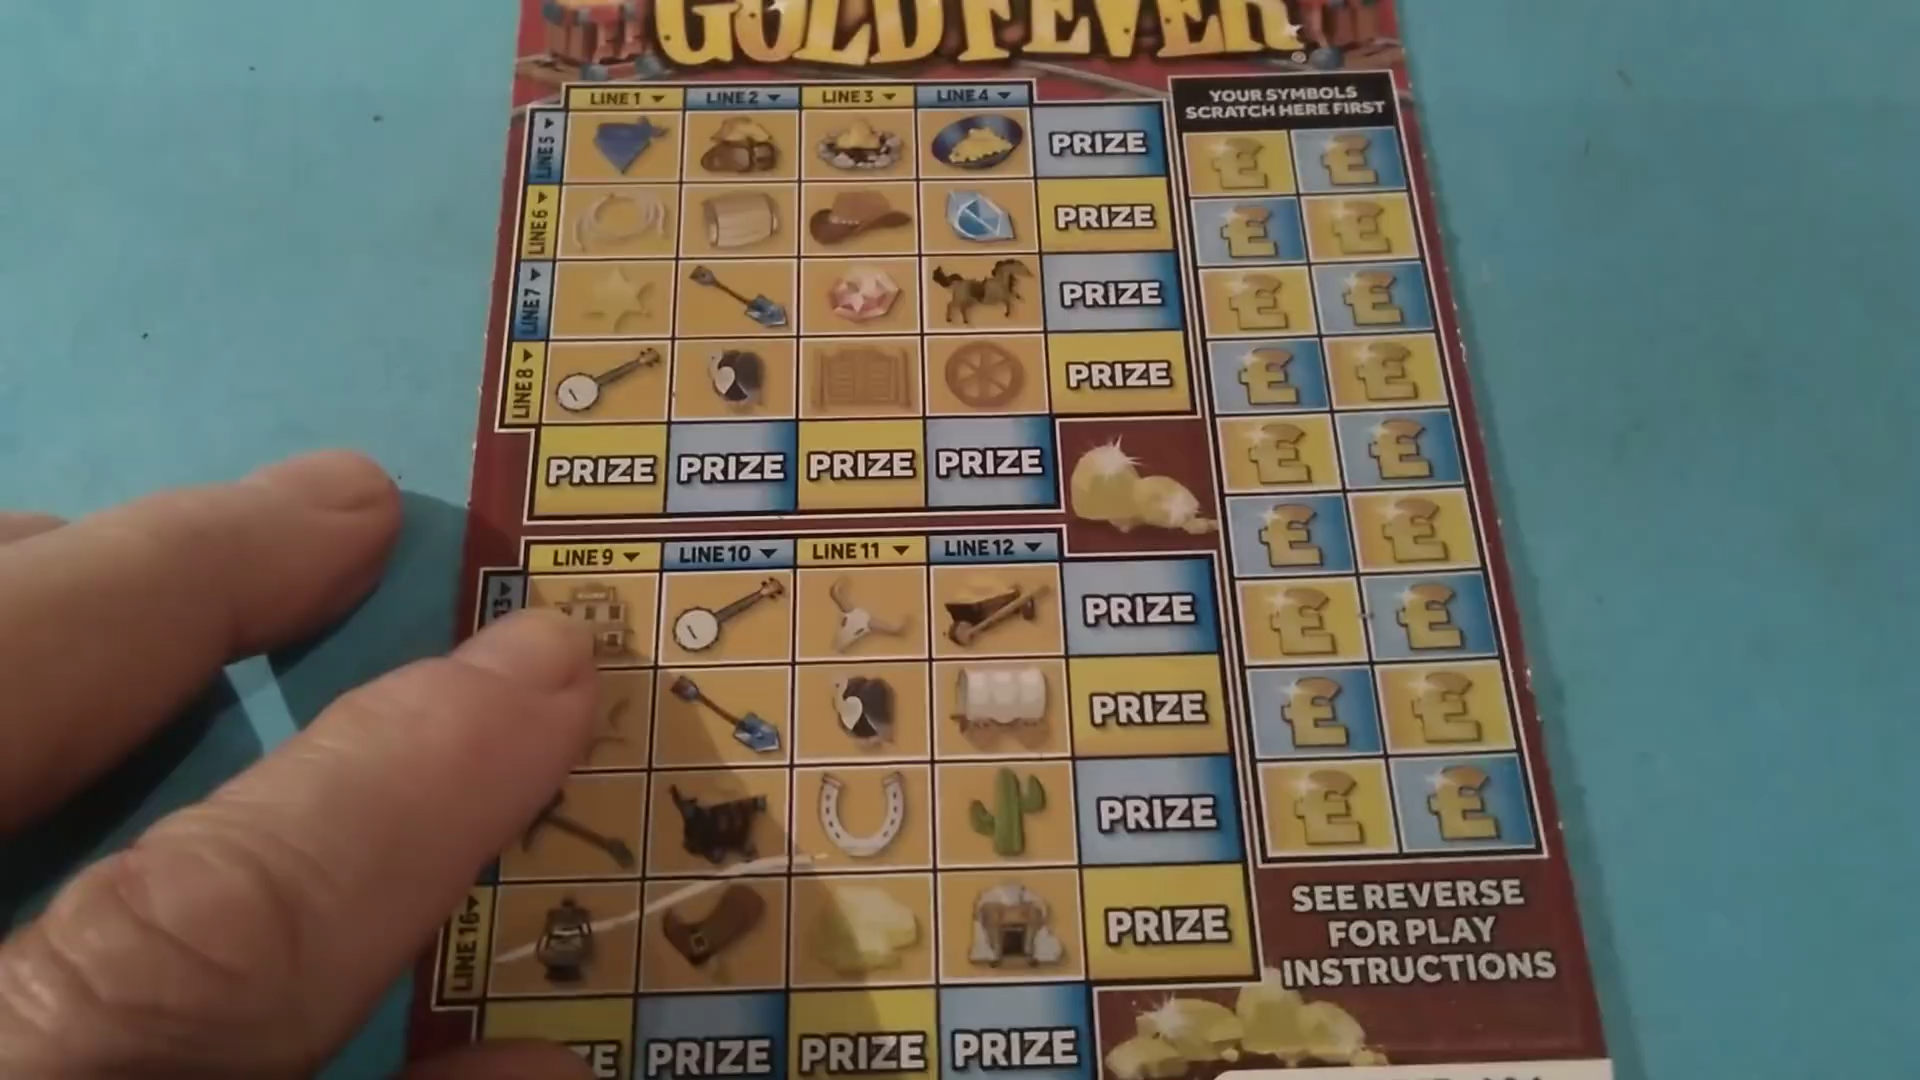 GOLD FEVER
LINE 1 LINE 2 LINE 3 LINE 4
YOUR SYMBOLS
SCRATCH HERE FIRST
LINE 5
PRIZE
£ £
LINE 6
PRIZE
£ £
LINE 7
PRIZE
£ £
LINE 8
PRIZE
£ £
PRIZE PRIZE PRIZE PRIZE
£ £
£ £
LINE 9 LINE 10 LINE 11 LINE 12
PRIZE
£ £
PRIZE
£ £
PRIZE
£ £
LINE 16
PRIZE
SEE REVERSE
FOR PLAY
INSTRUCTIONS
PRIZE PRIZE PRIZE